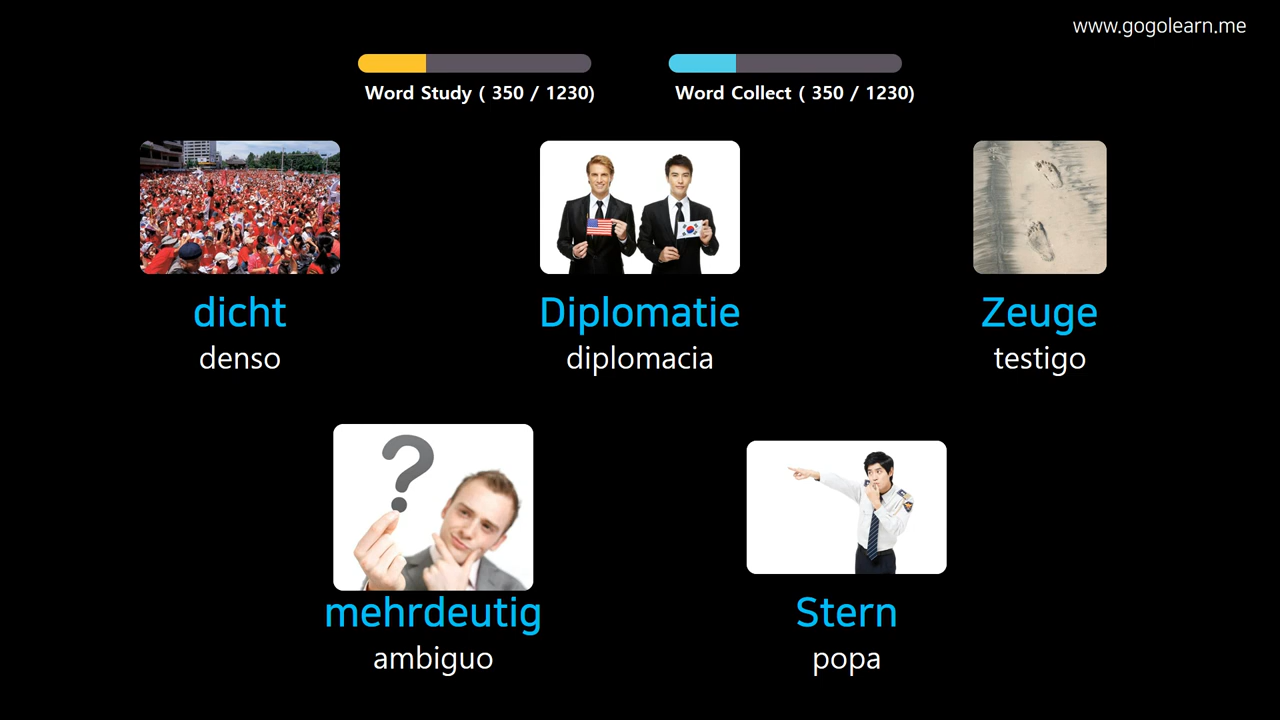 www.gogolearn.me
Word Study ( 350 / 1230)
Word Collect ( 350 / 1230)
dicht
denso
Diplomatie
diplomacia
Zeuge
testigo
mehrdeutig
ambiguo
Stern
popa